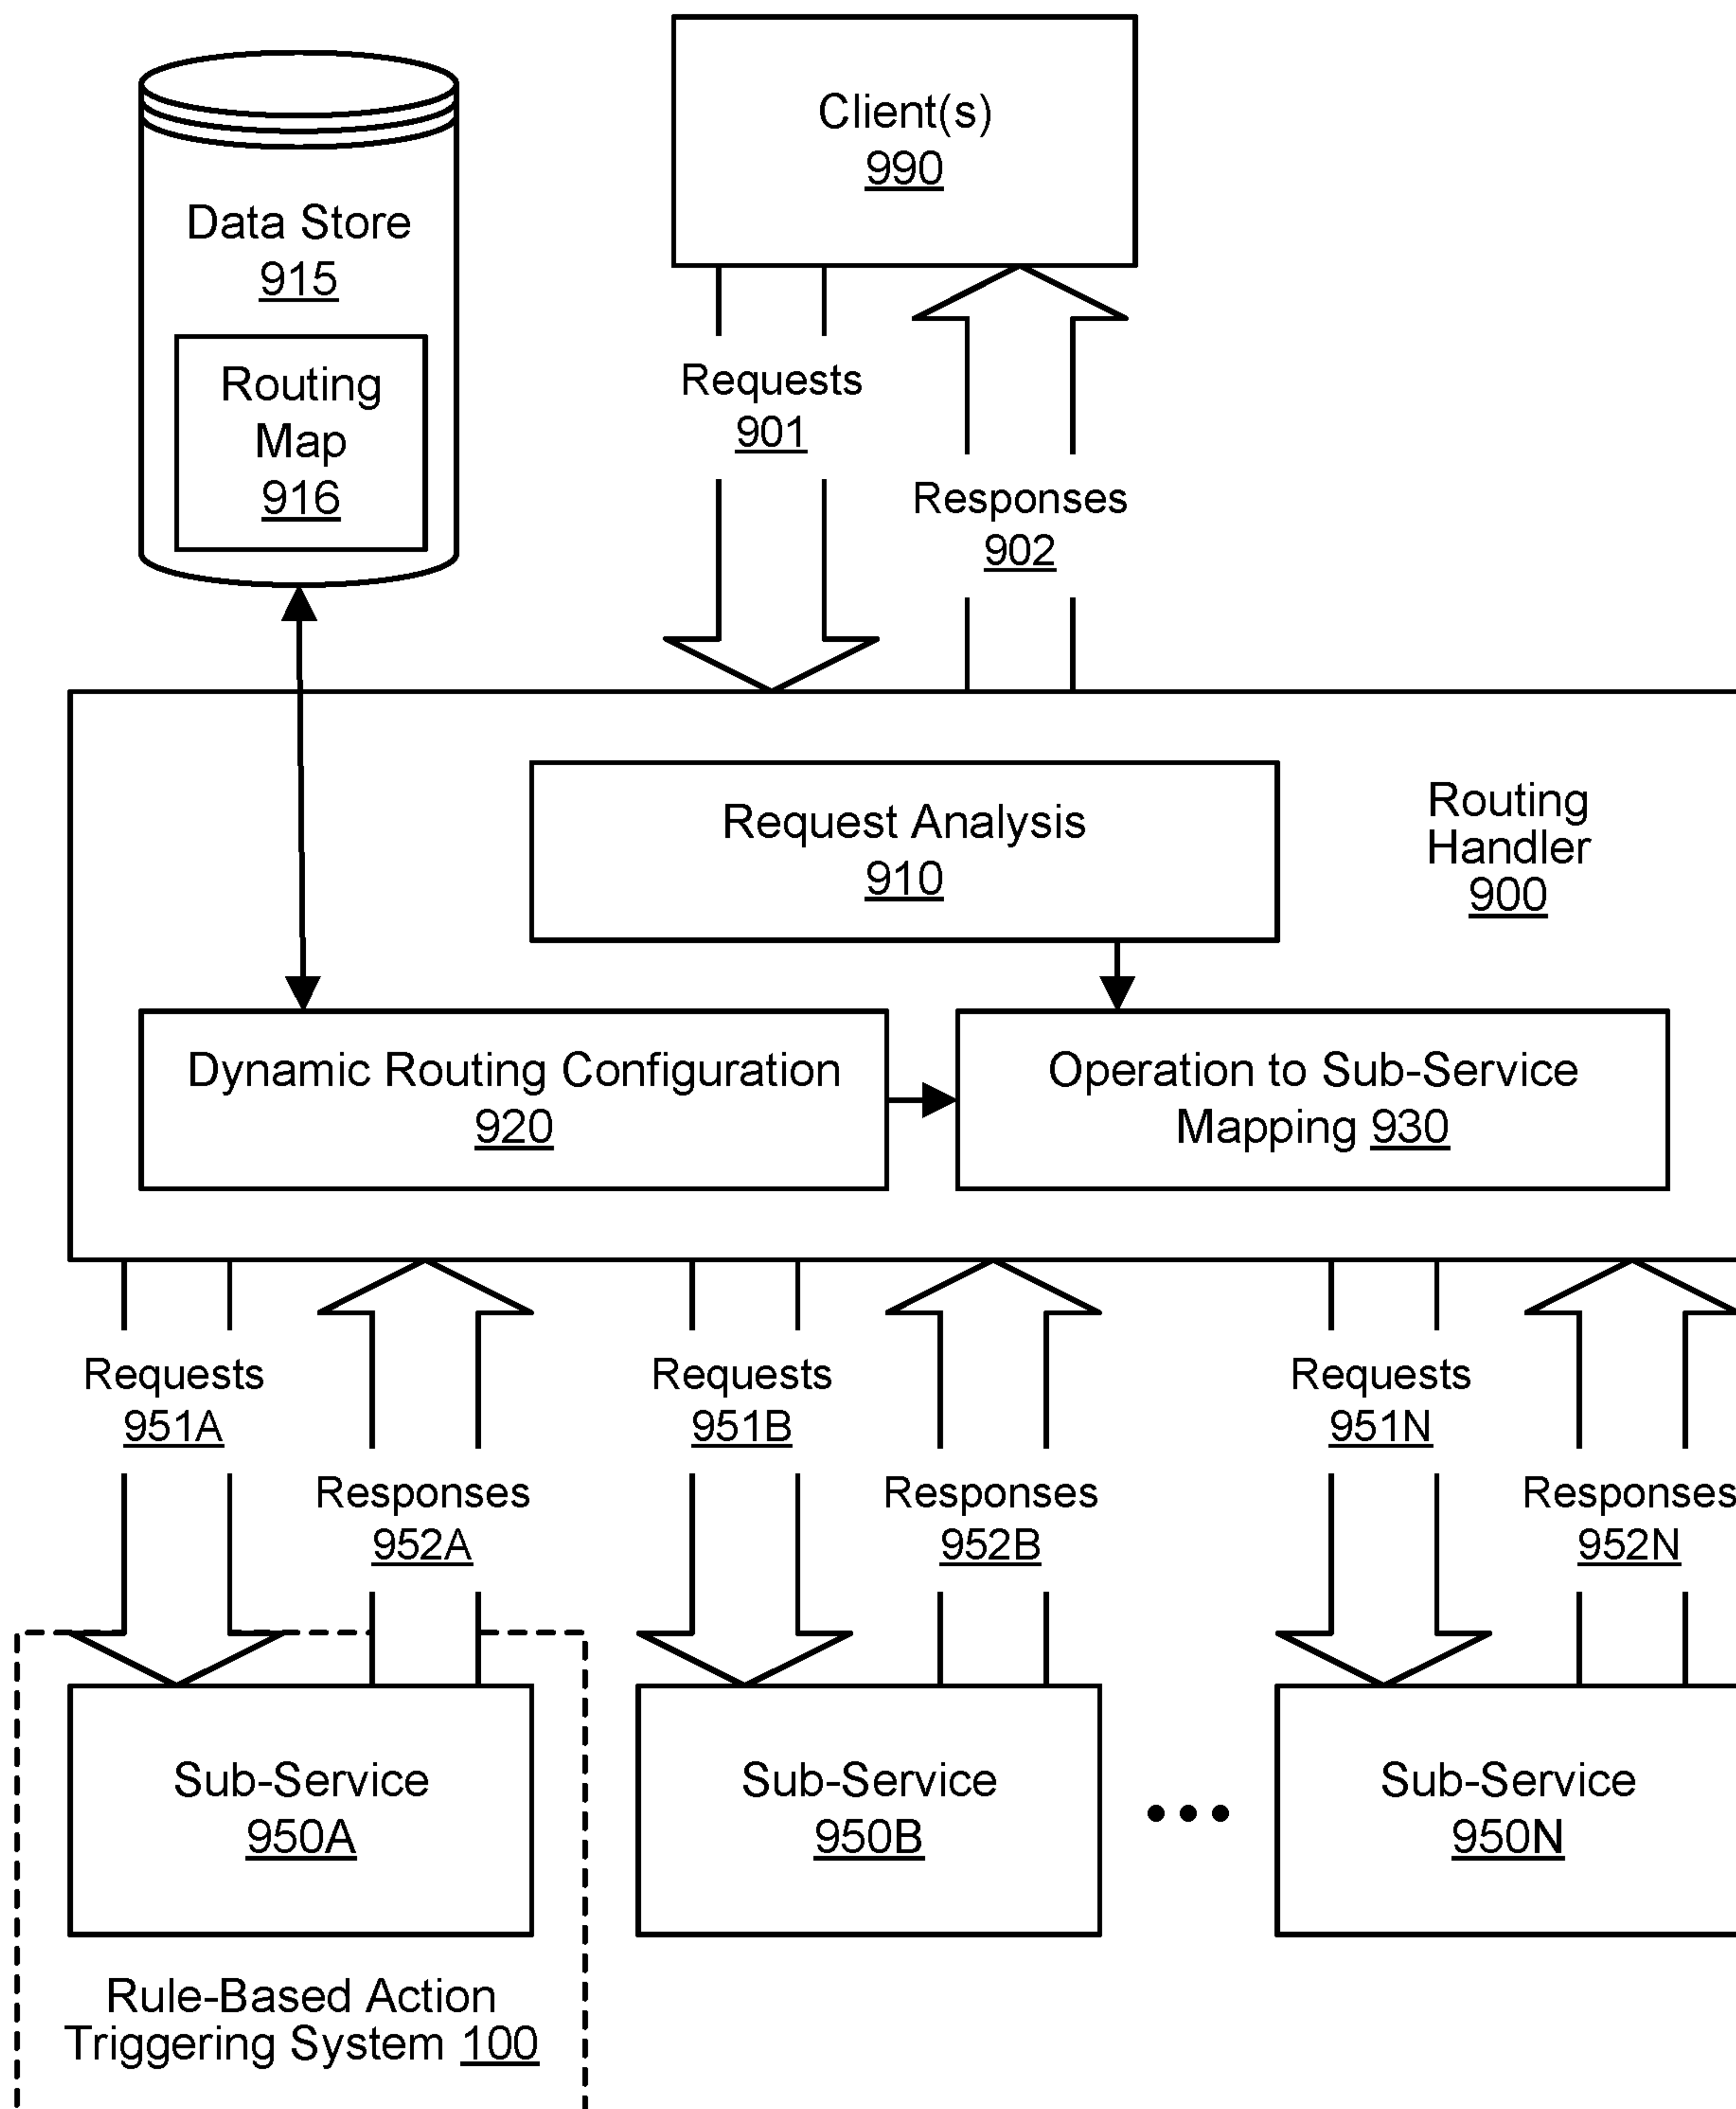 Client(s)
990
Data Store
915
Routing
Map
916
Requests
901
Responses
902
Request Analysis
910
Routing
Handler
900
Dynamic Routing Configuration
920
Operation to Sub-Service
Mapping 930
Requests
951A
Responses
952A
Requests
951B
Responses
952B
Requests
951N
Responses
952N
Sub-Service
950A
Sub-Service
950B
Sub-Service
950N
Rule-Based Action
Triggering System 100